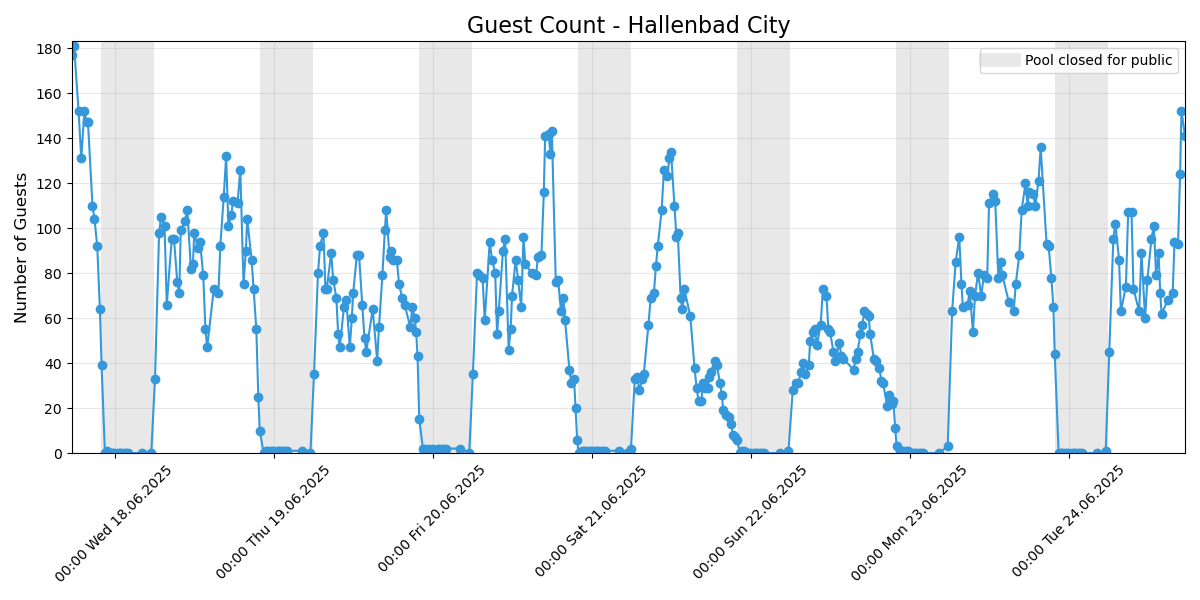 Guest Count - Hallenbad City
Pool closed for public
Number of Guests
180
160
140
120
100
80
60
40
20
0
00:00 Wed 18.06.2025
00:00 Thu 19.06.2025
00:00 Fri 20.06.2025
00:00 Sat 21.06.2025
00:00 Sun 22.06.2025
00:00 Mon 23.06.2025
00:00 Tue 24.06.2025